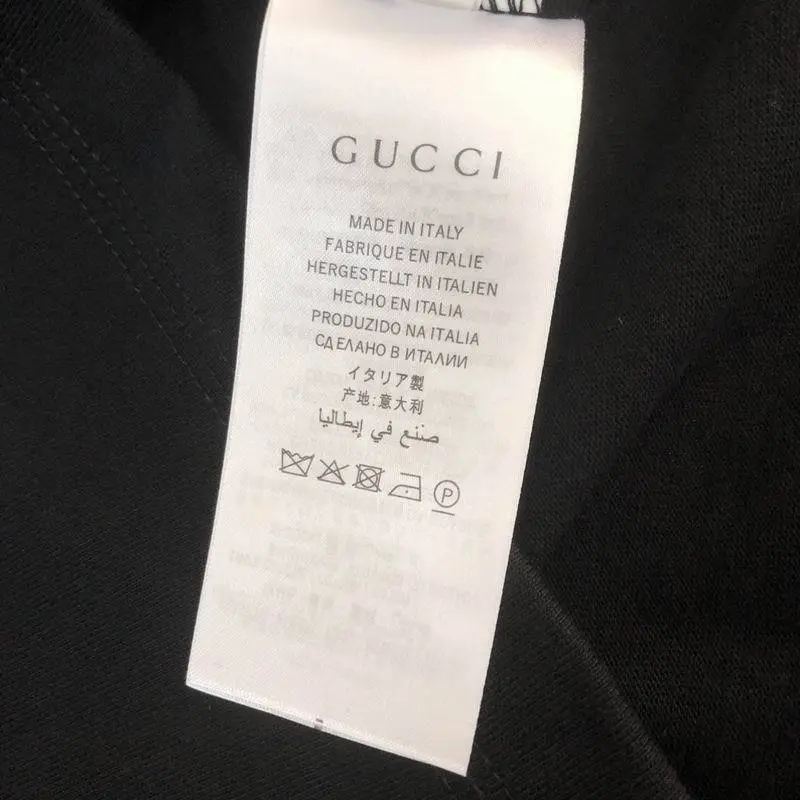 GUCCI
MADE IN ITALY
FABRIQUE EN ITALIE
HERGESTELLT IN ITALIEN
HECHO EN ITALIA
PRODUZIDO NA ITALIA
СДЕЛАНО В ИТАЛИИ
イタリア製
产地:意大利
صنع في إيطاليا
P